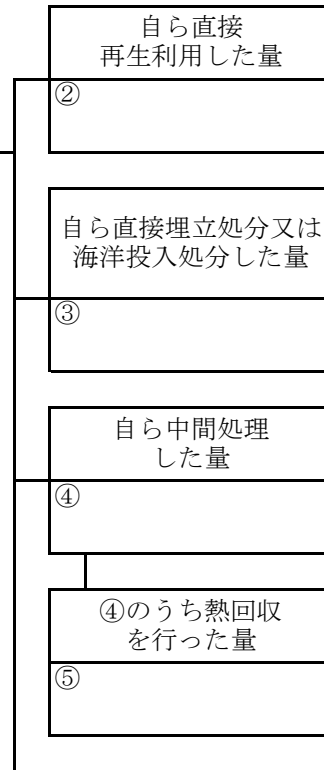 自ら直接
再生利用した量
②
自ら直接埋立処分又は
海洋投入処分した量
③
自ら中間処理
した量
④
④のうち熱回収
を行った量
⑤